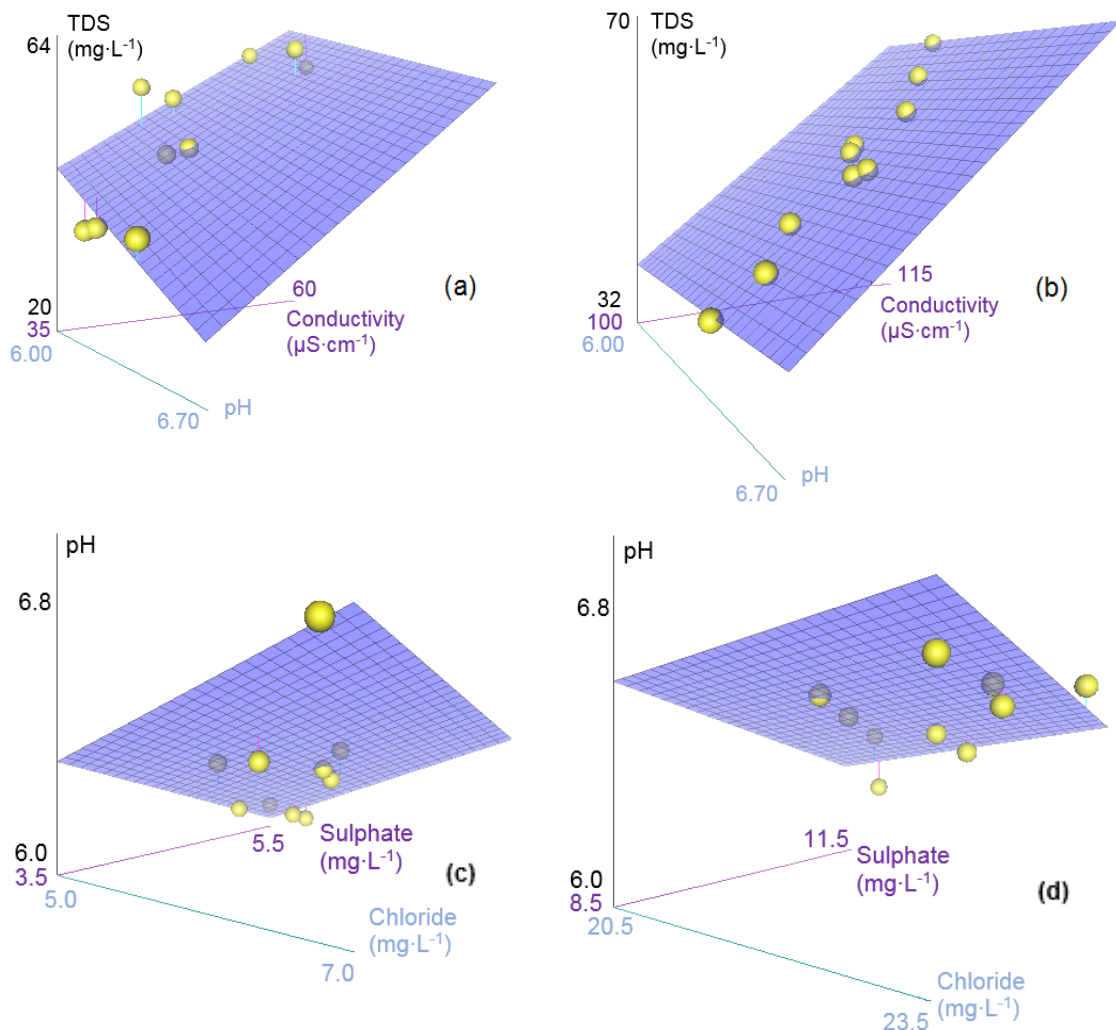 TDS
(mg·L⁻¹)
64
20
35
6.00
60
Conductivity
(µS·cm⁻¹)
6.70
pH
(a)
70
TDS
(mg·L⁻¹)
32
100
6.00
115
Conductivity
(µS·cm⁻¹)
6.70
pH
(b)
pH
6.8
6.0
3.5
5.0
5.5
Sulphate
(mg·L⁻¹)
Chloride
(mg·L⁻¹)
7.0
(c)
pH
6.8
6.0
8.5
20.5
11.5
Sulphate
(mg·L⁻¹)
Chloride
(mg·L⁻¹)
23.5
(d)